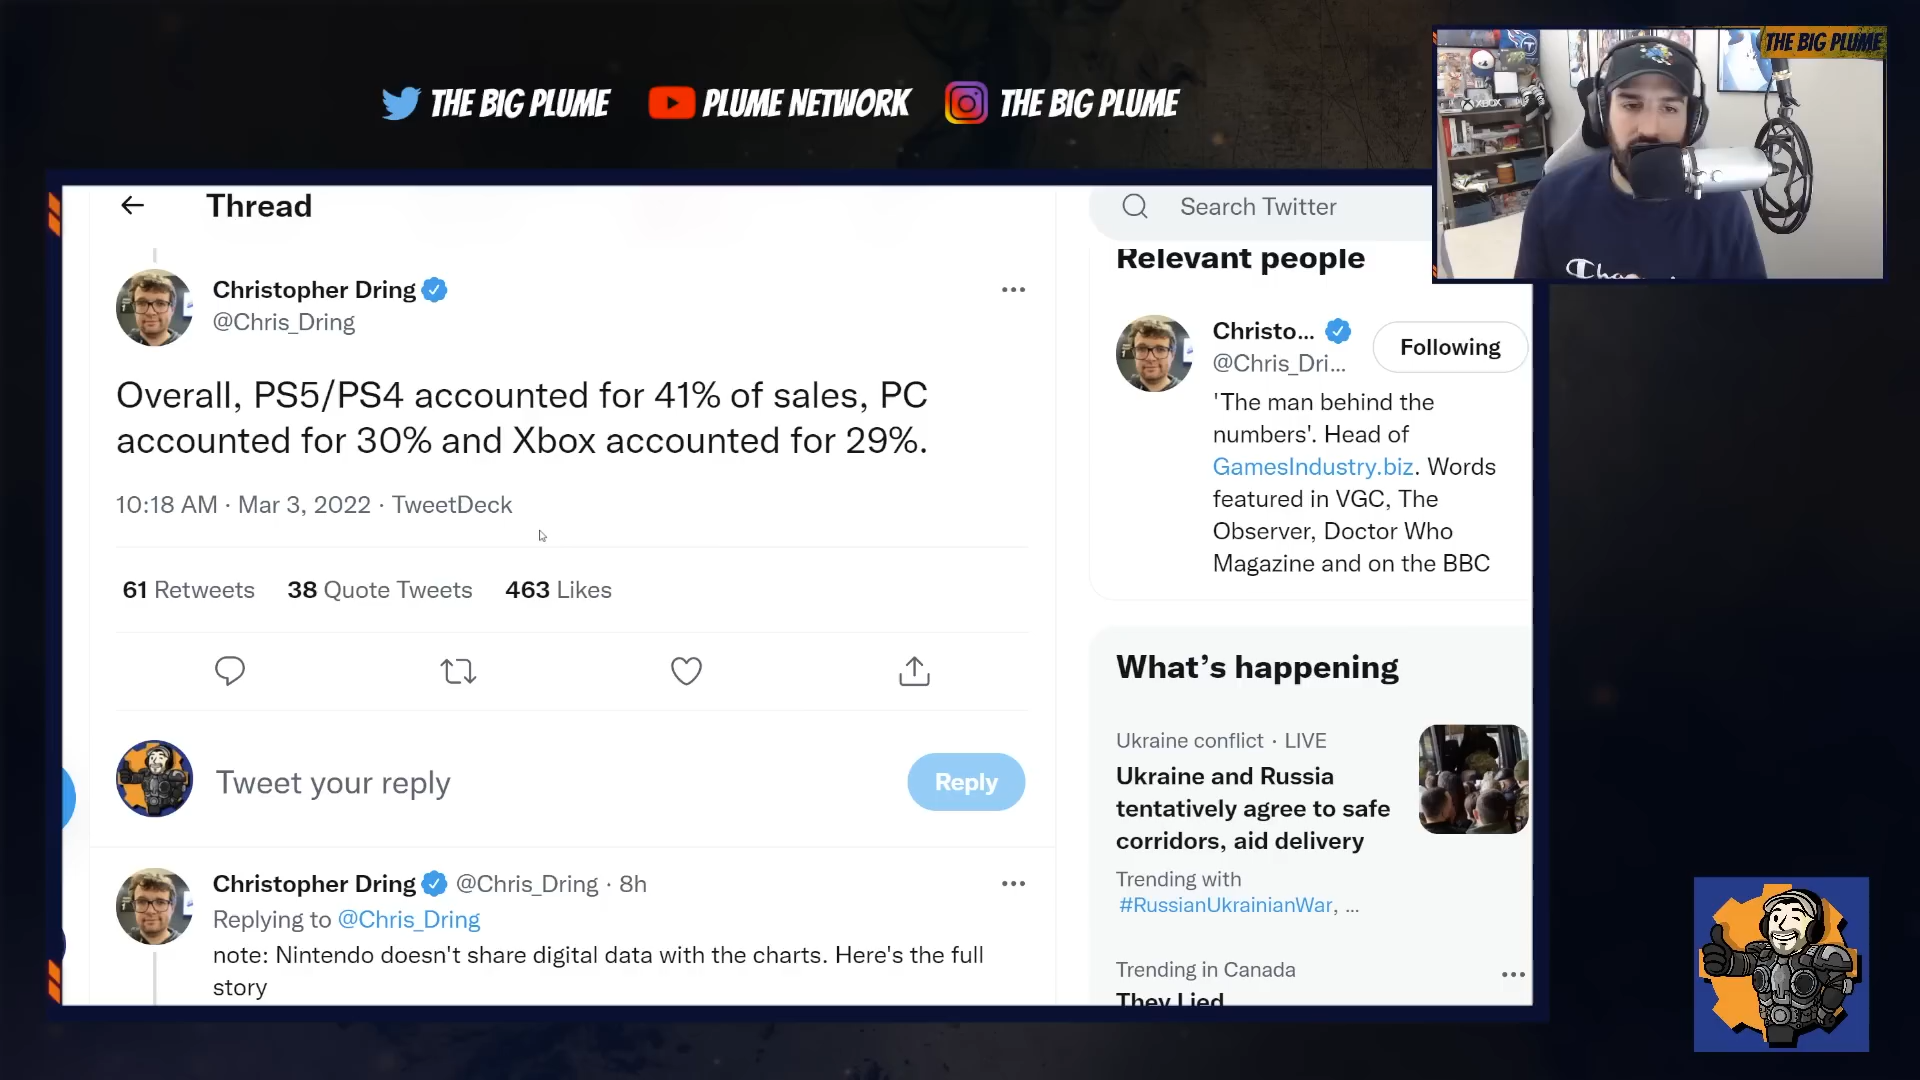 THE BIG PLUME PLUME NETWORK THE BIG PLUME
THE BIG PLUME
XBOX
Thread
Search Twitter
Christopher Dring
@Chris_Dring
Overall, PS5/PS4 accounted for 41% of sales, PC
accounted for 30% and Xbox accounted for 29%.
10:18 AM · Mar 3, 2022 · TweetDeck
61 Retweets 38 Quote Tweets 463 Likes
Tweet your reply
Reply
Christopher Dring @Chris_Dring · 8h
Replying to @Chris_Dring
note: Nintendo doesn't share digital data with the charts. Here's the full
story
Relevant people
Christo...
@Chris_Dri...
Following
'The man behind the
numbers'. Head of
GamesIndustry.biz. Words
featured in VGC, The
Observer, Doctor Who
Magazine and on the BBC
What's happening
Ukraine conflict · LIVE
Ukraine and Russia
tentatively agree to safe
corridors, aid delivery
Trending with
#RussianUkrainianWar, ...
Trending in Canada
They Lied